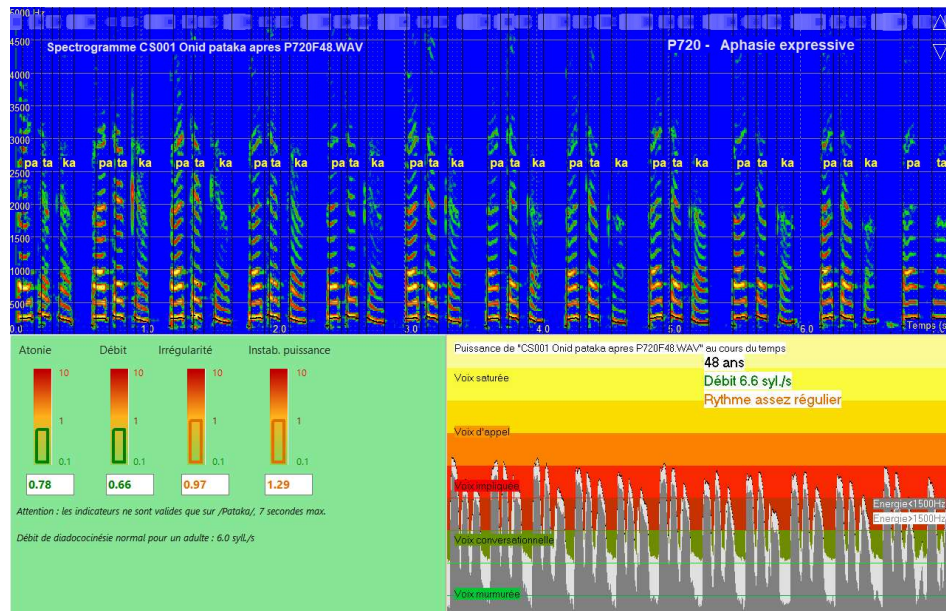 5000 Hz
Spectrogramme CS001 Onid pataka apres P720F48.WAV
P720 - Aphasie expressive
4500
4000
3500
3000
pa ta ka pa ta ka pa ta ka pa ta ka pa ta ka pa ta ka pa ta ka pa ta ka pa ta ka pa ta ka pa ta ka pa ta
2500
2000
1500
1000
500
0.0 1.0 2.0 3.0 4.0 5.0 6.0 Temps (s
Atonie Débit Irrégularité Instab. puissance
10 10 10 10
1 1 1 1
0.1 0.1 0.1 0.1
0.78 0.66 0.97 1.29
Attention : les indicateurs ne sont valides que sur /Pataka/, 7 secondes max.
Débit de diadococinésie normal pour un adulte : 6.0 syll./s
Puissance de "CS001 Onid pataka apres P720F48.WAV" au cours du temps
48 ans
Voix saturée
Débit 6.6 syl./s
Rythme assez régulier
Voix d'appel
Voix impliquée
Energie<1500Hz
Energie>1500Hz
Voix conversationnelle
Voix murmurée